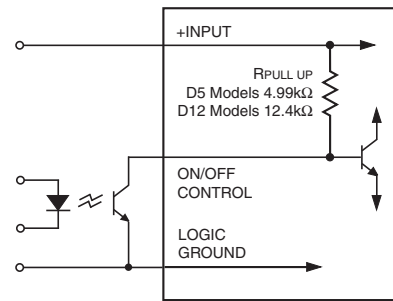 +INPUT
RPULL UP
D5 Models 4.99kΩ
D12 Models 12.4kΩ
ON/OFF
CONTROL
LOGIC
GROUND